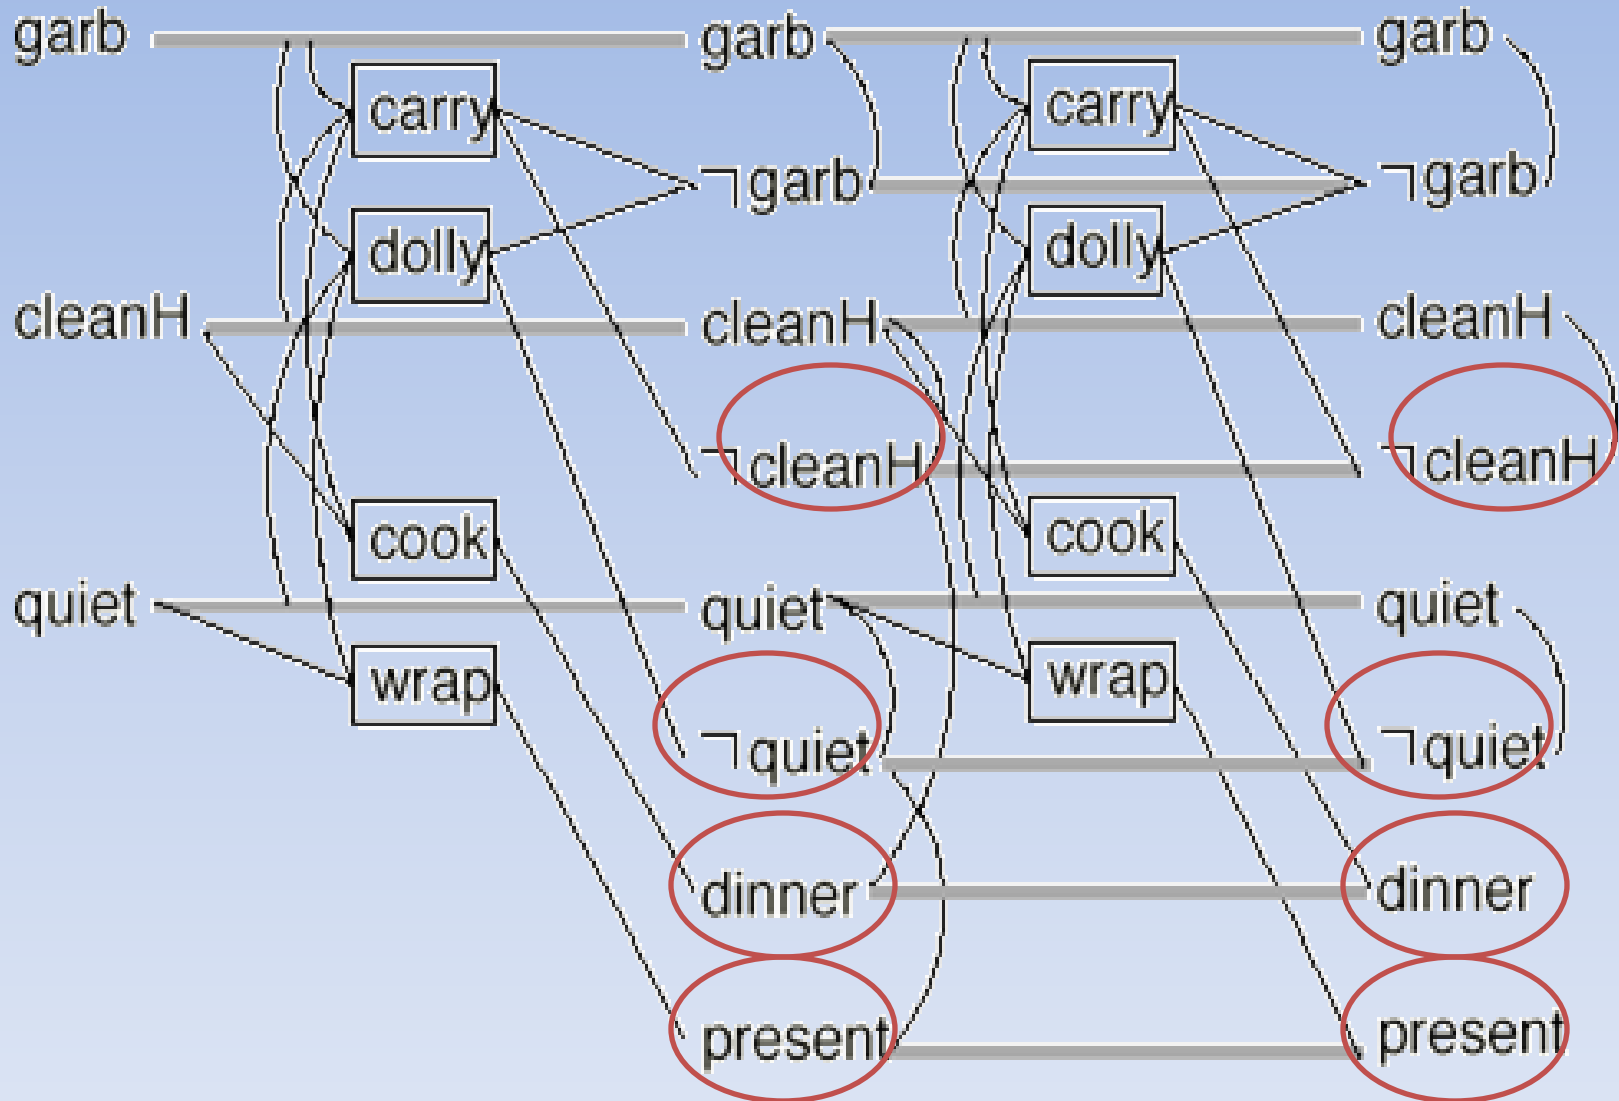 garb garb garb
carry carry
¬garb ¬garb
dolly dolly
cleanH cleanH cleanH
¬cleanH ¬cleanH
cook cook
quiet quiet quiet
wrap wrap
¬quiet ¬quiet
dinner dinner
present present